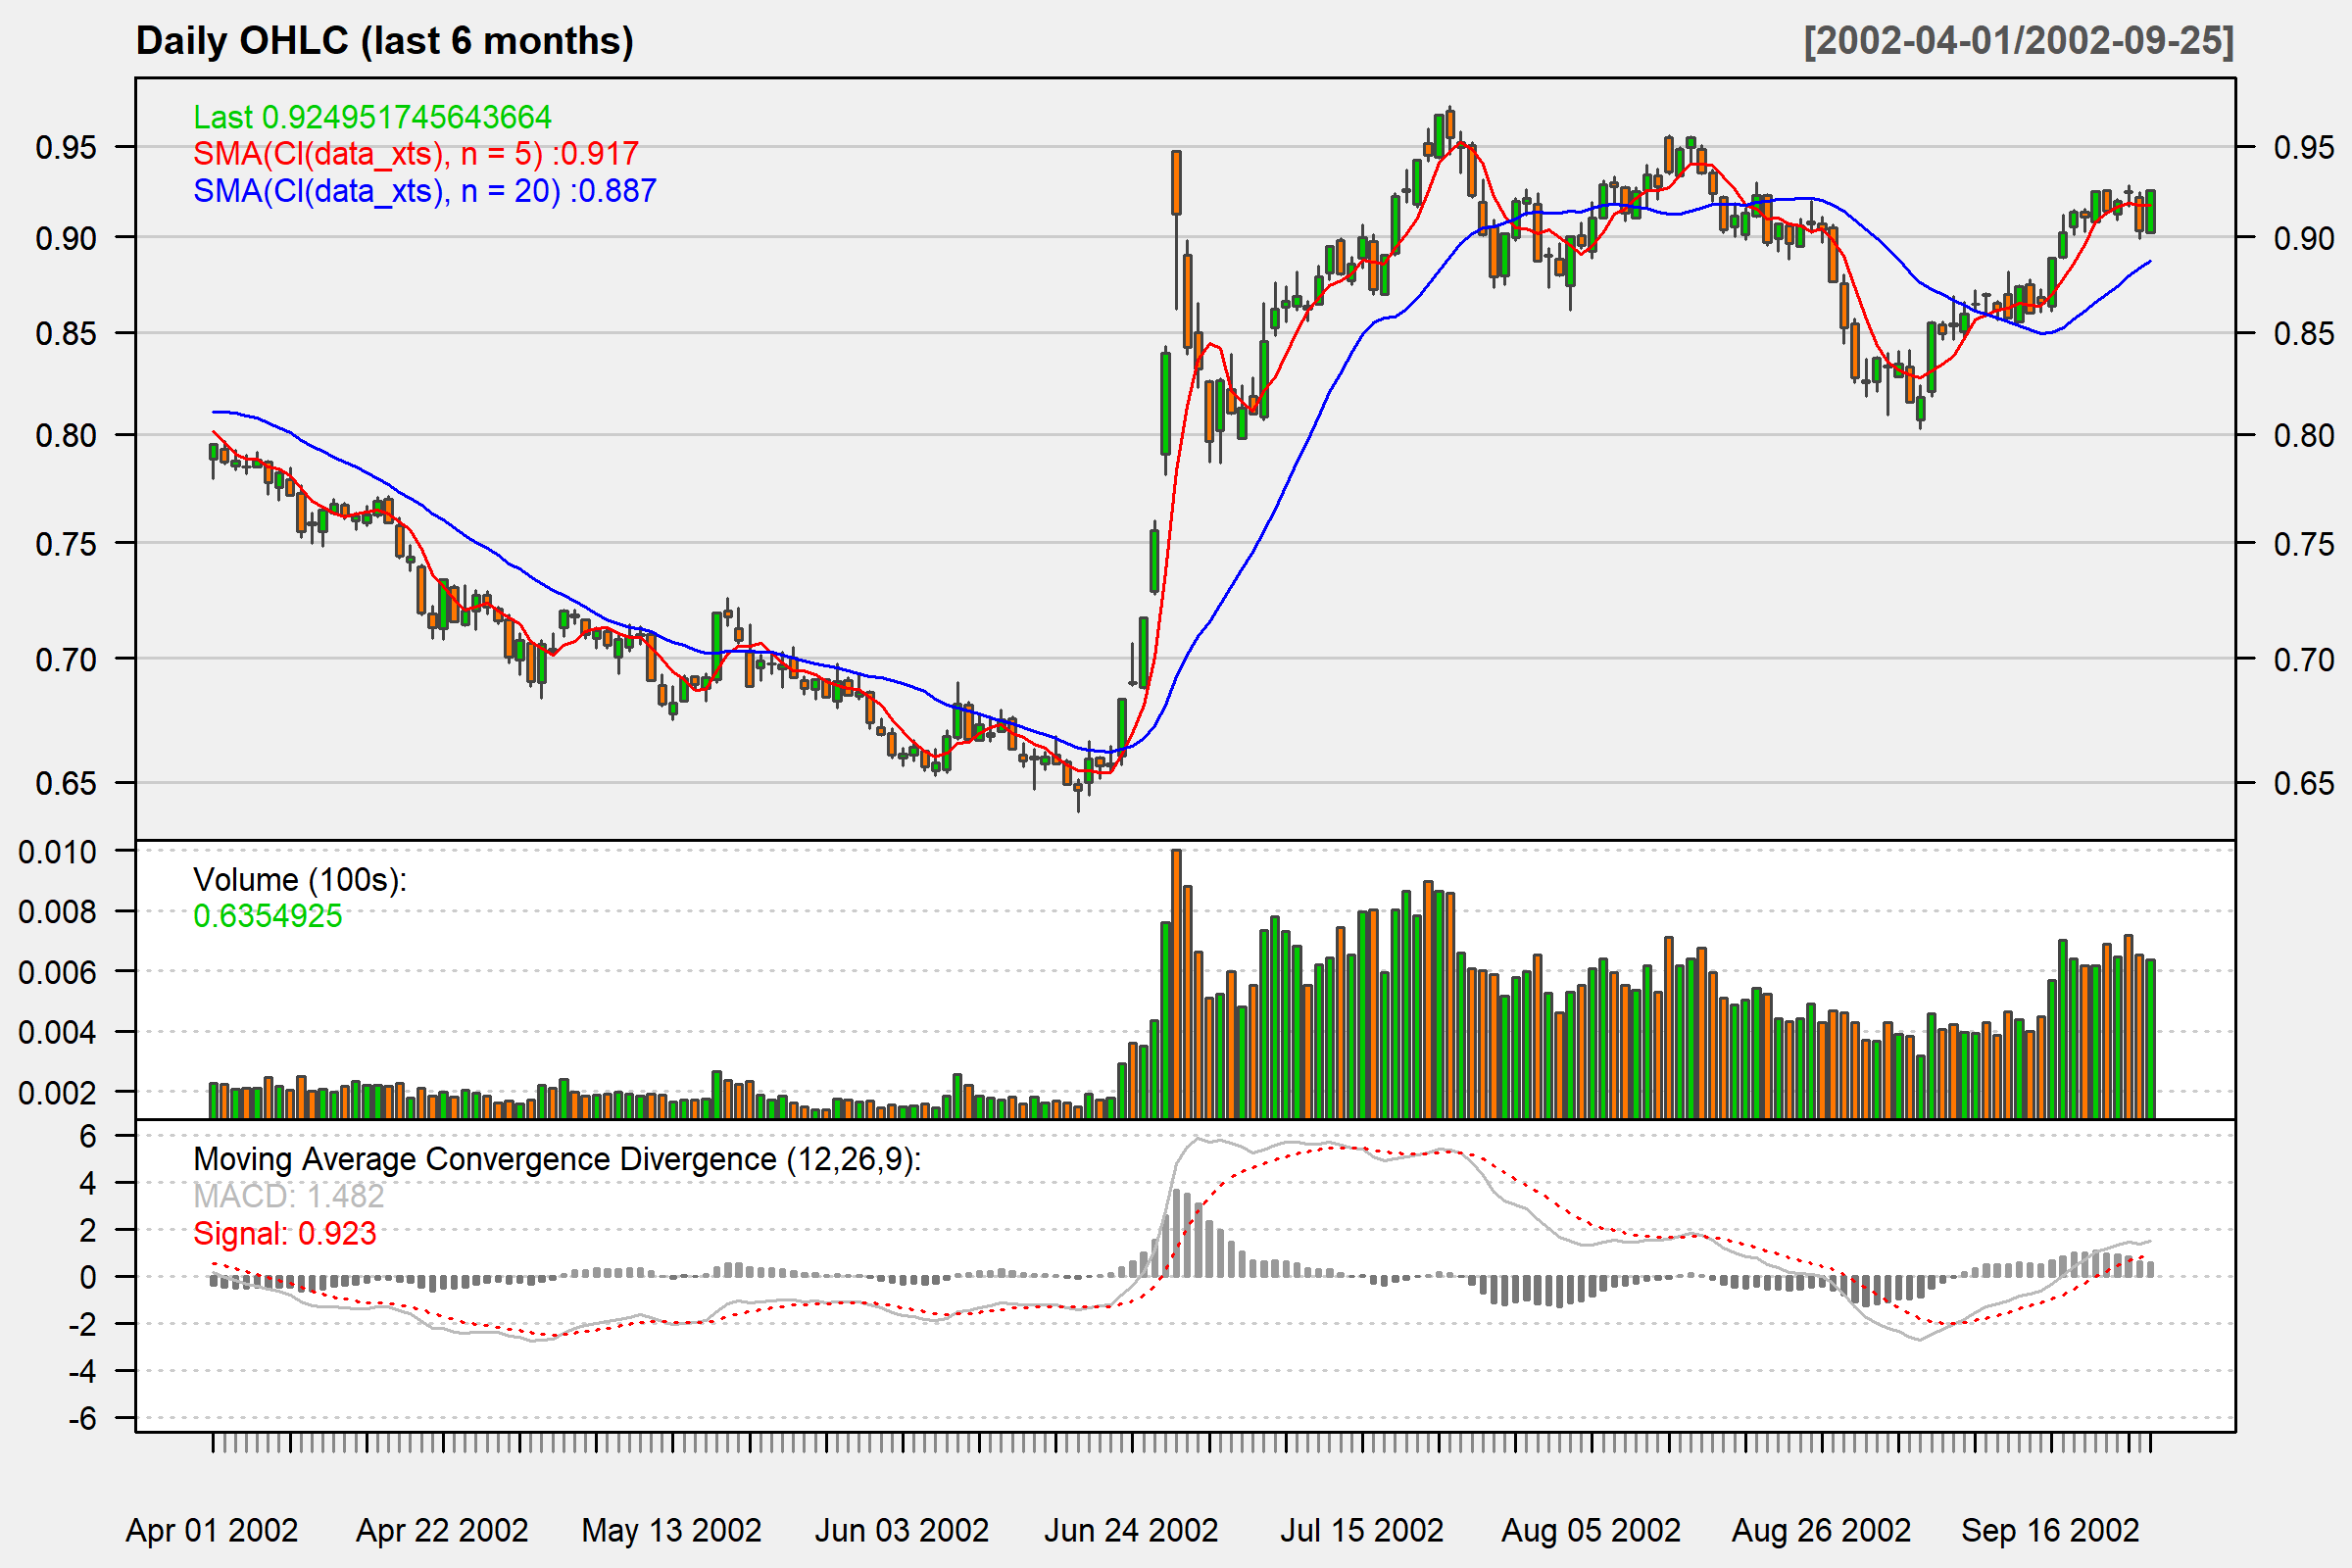 Daily OHLC (last 6 months) [2002-04-01/2002-09-25]
Last 0.924951745643664
SMA(Cl(data_xts), n = 5) :0.917
SMA(Cl(data_xts), n = 20) :0.887
0.95 0.95
0.90 0.90
0.85 0.85
0.80 0.80
0.75 0.75
0.70 0.70
0.65 0.65
0.010
Volume (100s):
0.6354925
0.008
0.006
0.004
0.002
6
Moving Average Convergence Divergence (12,26,9):
4
MACD: 1.482
2
Signal: 0.923
0
-2
-4
-6
Apr 01 2002 Apr 22 2002 May 13 2002 Jun 03 2002 Jun 24 2002 Jul 15 2002 Aug 05 2002 Aug 26 2002 Sep 16 2002